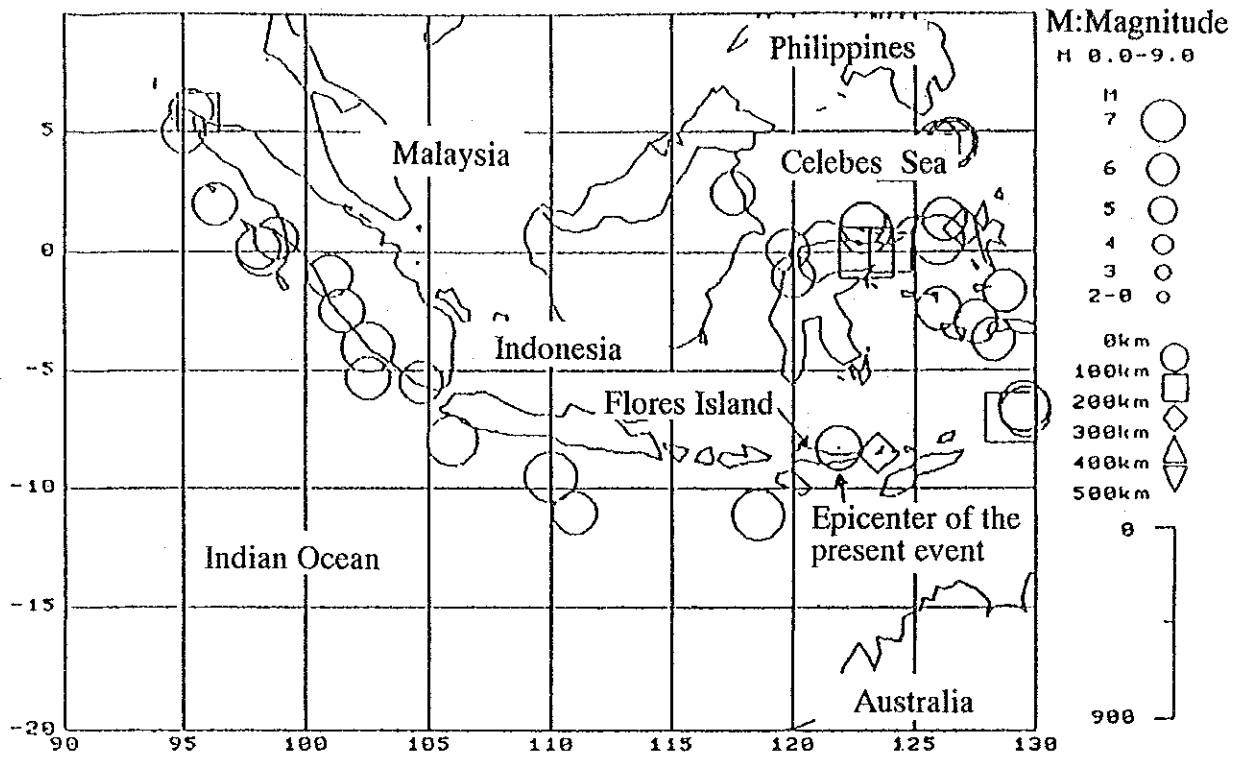 M:Magnitude
M 0.0-9.0
M
7
6
5
4
3
2-0
0km
100km
200km
300km
400km
500km
0
900
Philippines
Malaysia
Celebes Sea
Indonesia
Flores Island
Epicenter of the
present event
Indian Ocean
Australia
5
0
-5
-10
-15
-20
90 95 100 105 110 115 120 125 130